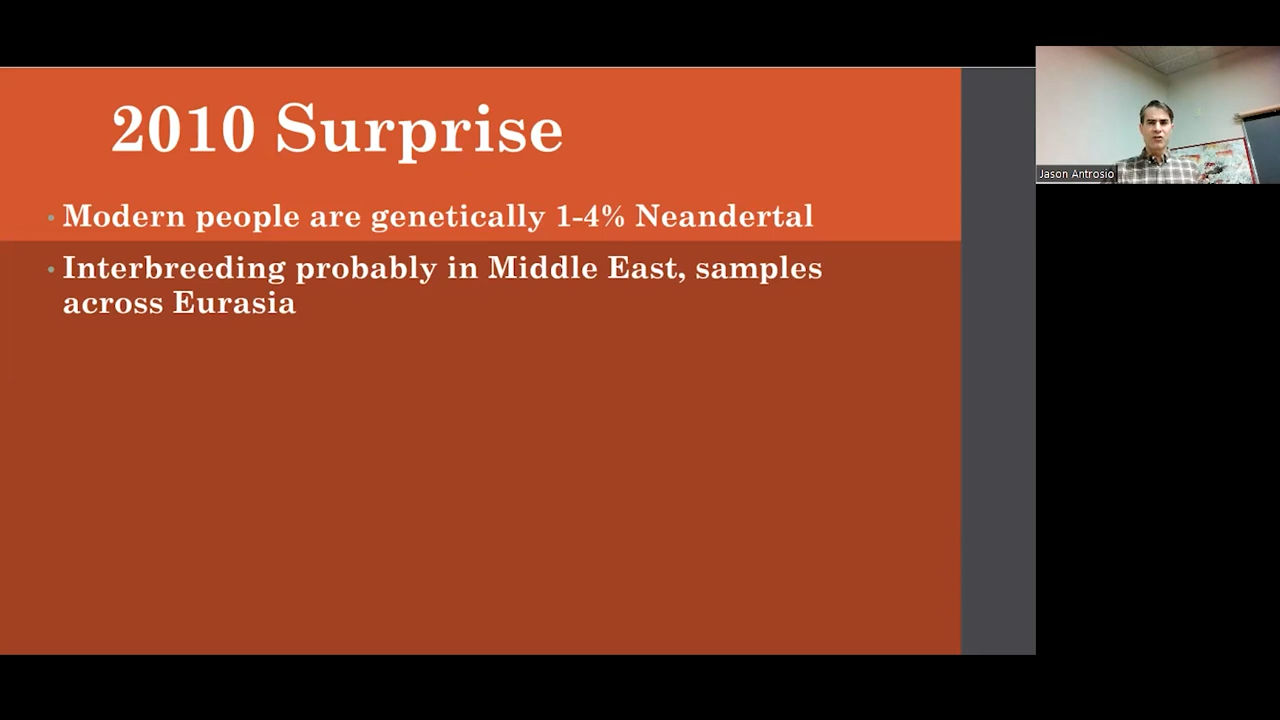 2010 Surprise
• Modern people are genetically 1-4% Neandertal
• Interbreeding probably in Middle East, samples
across Eurasia
Jason Antrosio